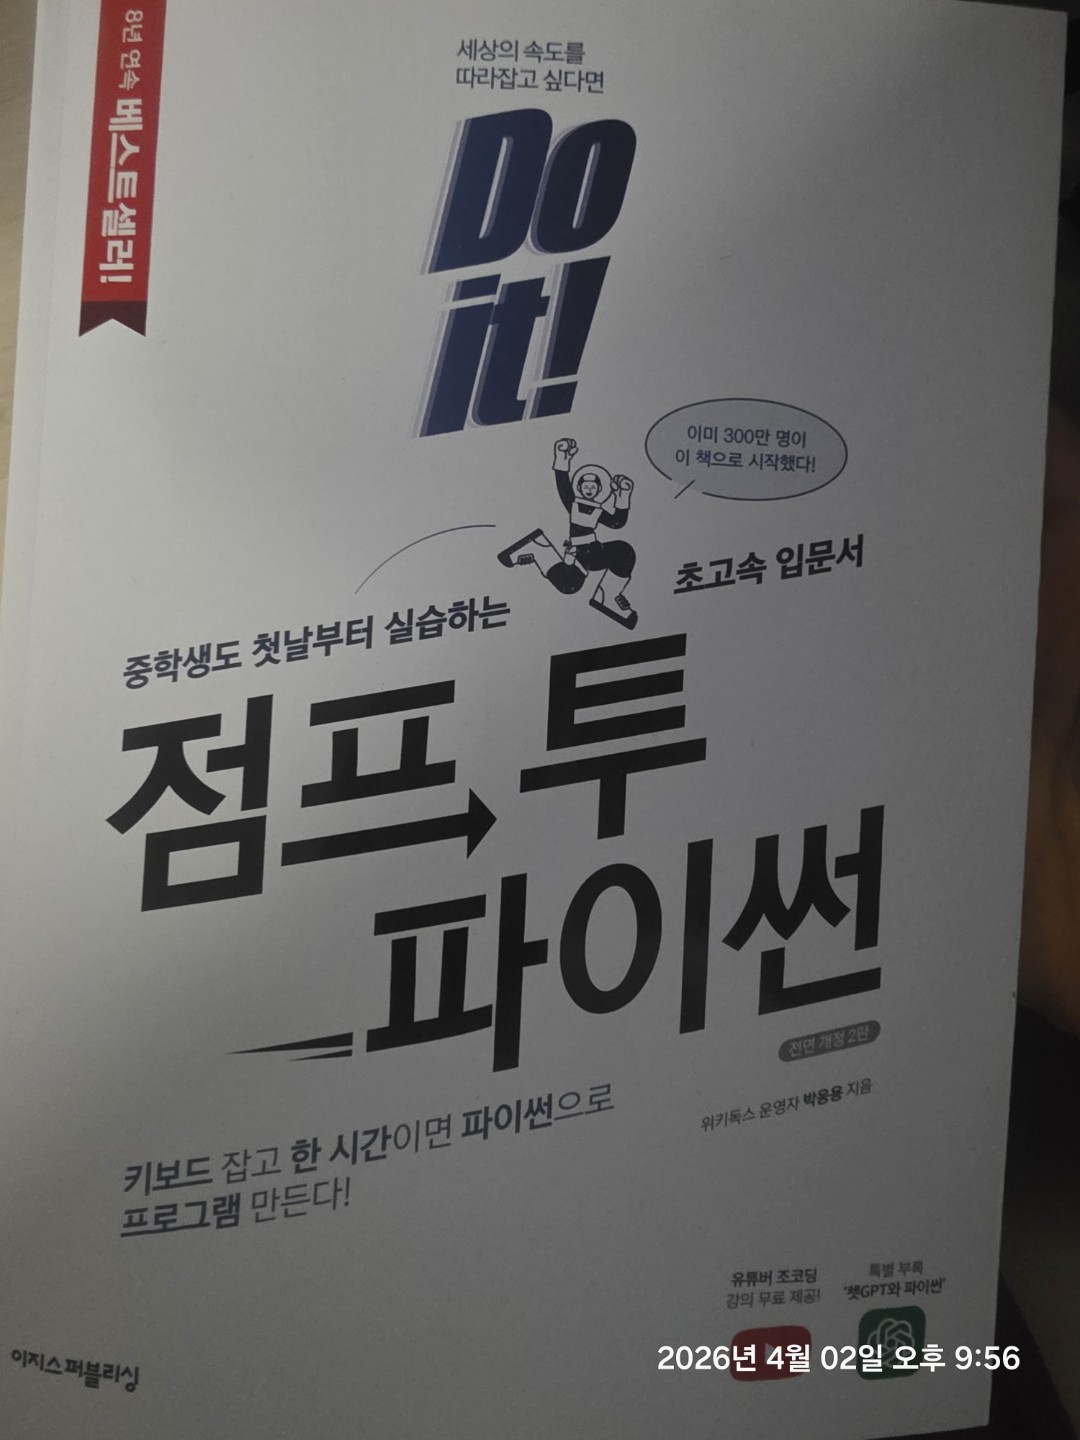 8년 연속 베스트셀러!
세상의 속도를
따라잡고 싶다면
Do
it!
이미 300만 명이
이 책으로 시작했다!
중학생도 첫날부터 실습하는
초고속 입문서
점프 투
파이썬
전면 개정 2판
위키독스 운영자 박응용 지음
키보드 잡고 한 시간이면 파이썬으로
프로그램 만든다!
유튜버 조코딩
강의 무료 제공!
특별 부록
'챗GPT와 파이썬'
이지스퍼블리싱
2026년 4월 02일 오후 9:56